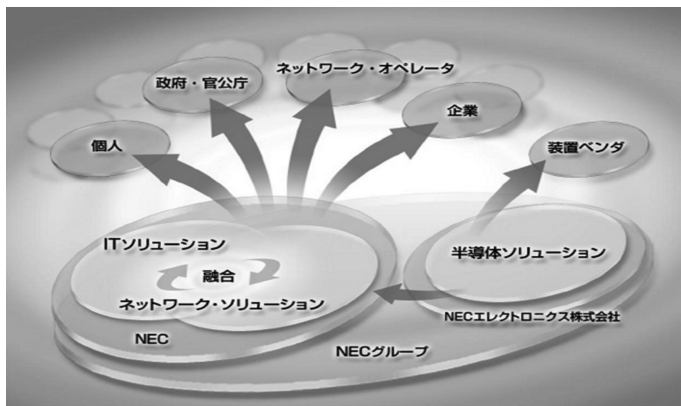 ネットワーク・オペレータ
政府・官公庁
企業
個人
装置ベンダ
ITソリューション
半導体ソリューション
融合
ネットワーク・ソリューション
NECエレクトロニクス株式会社
NEC
NECグループ